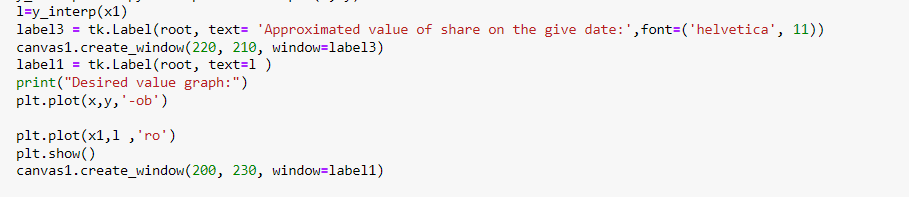 l=y_interp(x1)
label3 = tk.Label(root, text= 'Approximated value of share on the give date:',font=('helvetica', 11))
canvas1.create_window(220, 210, window=label3)
label1 = tk.Label(root, text=l )
print("Desired value graph:")
plt.plot(x,y,'-ob')
plt.plot(x1,l ,'ro')
plt.show()
canvas1.create_window(200, 230, window=label1)